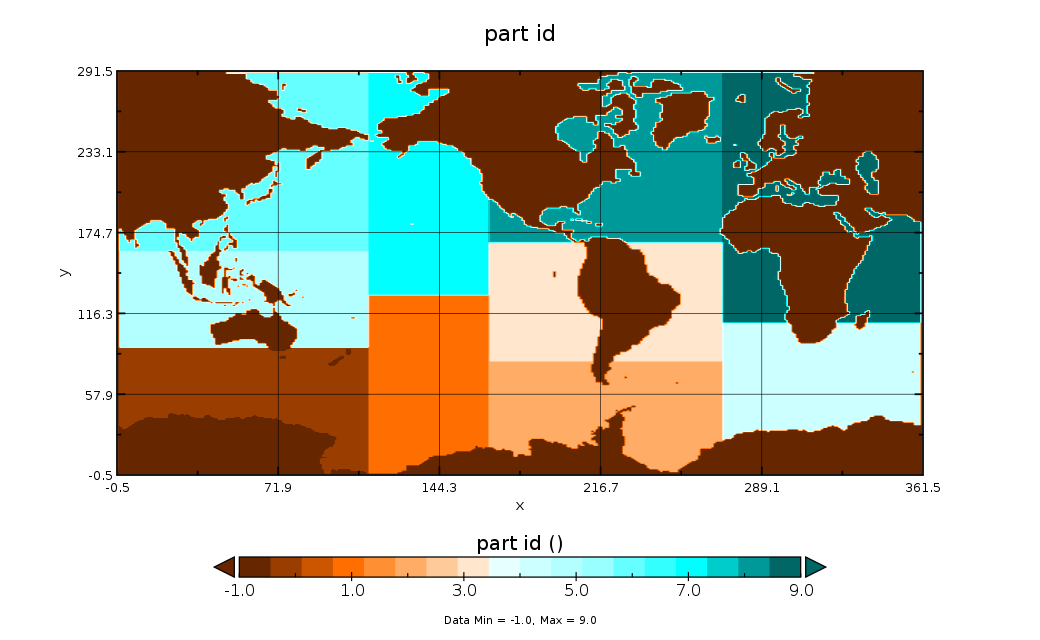 part id
291.5
233.1
174.7
116.3
57.9
-0.5
y
-0.5 71.9 144.3 216.7 289.1 361.5
x
part id ()
-1.0 1.0 3.0 5.0 7.0 9.0
Data Min = -1.0, Max = 9.0